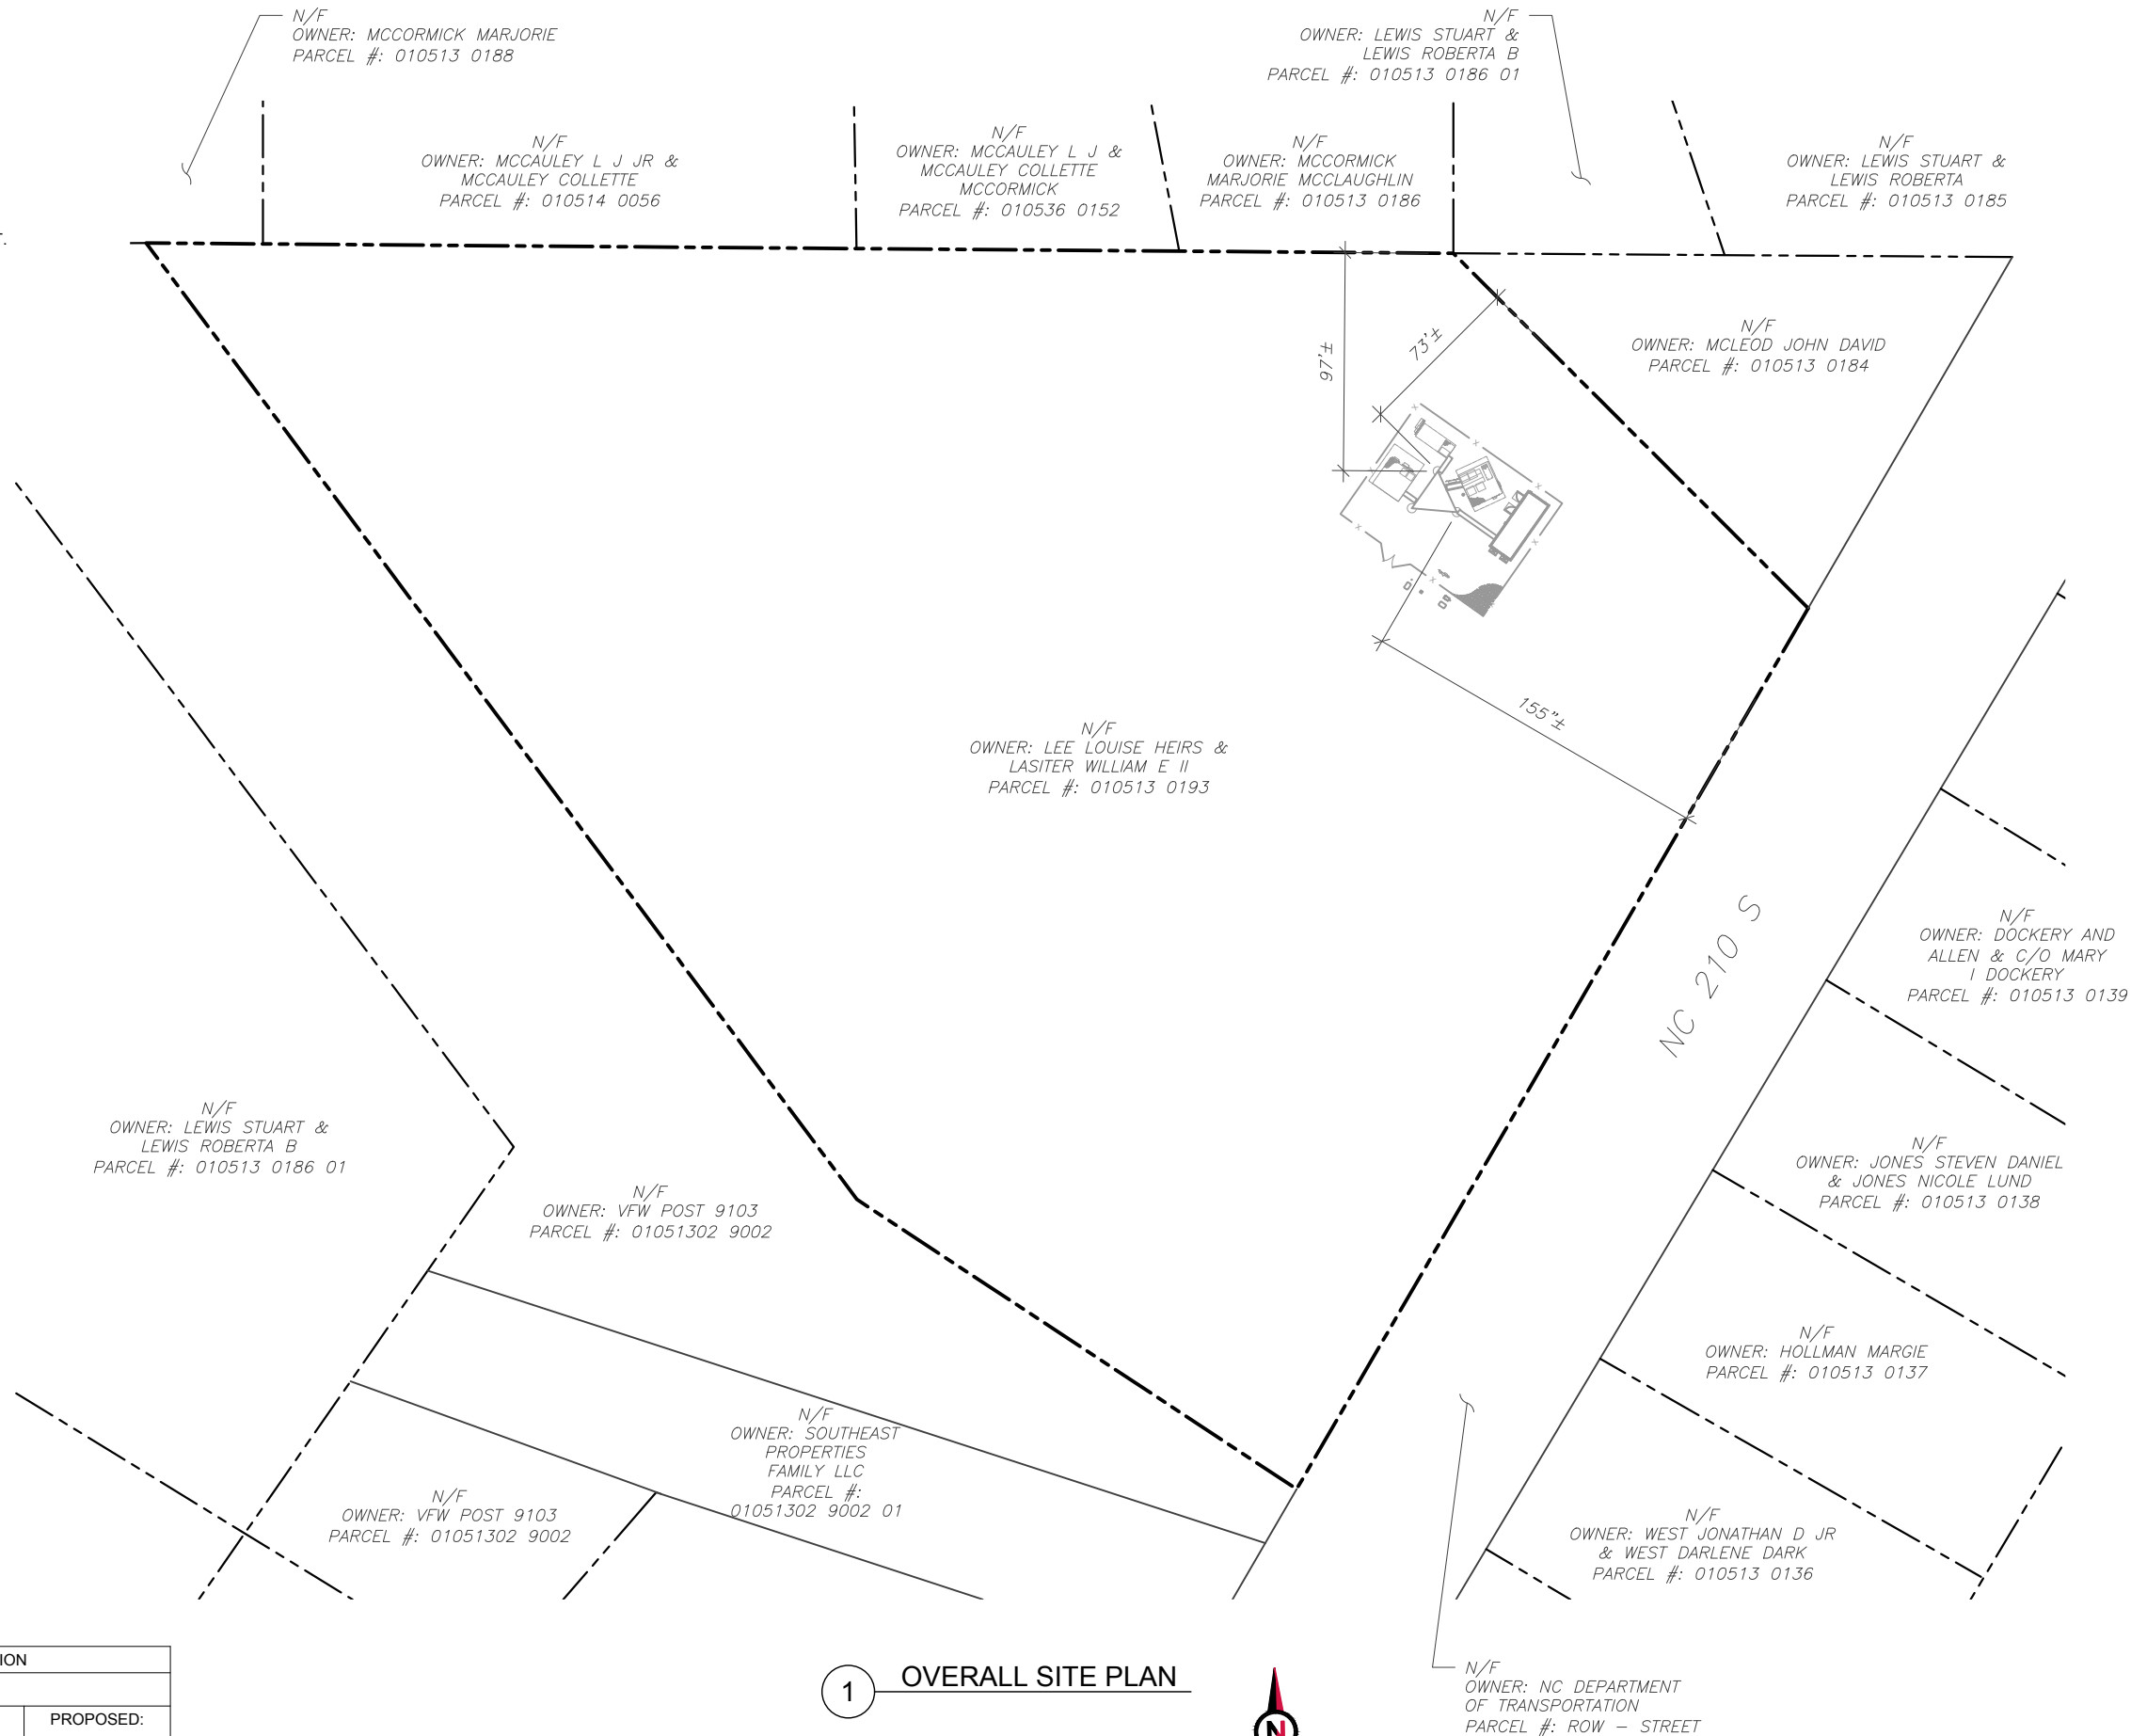 N/F
OWNER: MCCORMICK MARJORIE
PARCEL #: 010513 0188
N/F
OWNER: LEWIS STUART &
LEWIS ROBERTA B
PARCEL #: 010513 0186 01
N/F
OWNER: MCCAULEY L J JR &
MCCAULEY COLLETTE
PARCEL #: 010514 0056
N/F
OWNER: MCCAULEY L J &
MCCAULEY COLLETTE
MCCORMICK
PARCEL #: 010536 0152
N/F
OWNER: MCCORMICK
MARJORIE MCCLAUGHLIN
PARCEL #: 010513 0186
N/F
OWNER: LEWIS STUART &
LEWIS ROBERTA
PARCEL #: 010513 0185
N/F
OWNER: MCLEOD JOHN DAVID
PARCEL #: 010513 0184
97'±
73'±
155"±
N/F
OWNER: LEE LOUISE HEIRS &
LASITER WILLIAM E II
PARCEL #: 010513 0193
NC 210 S
N/F
OWNER: DOCKERY AND
ALLEN & C/O MARY
I DOCKERY
PARCEL #: 010513 0139
N/F
OWNER: LEWIS STUART &
LEWIS ROBERTA B
PARCEL #: 010513 0186 01
N/F
OWNER: VFW POST 9103
PARCEL #: 01051302 9002
N/F
OWNER: JONES STEVEN DANIEL
& JONES NICOLE LUND
PARCEL #: 010513 0138
N/F
OWNER: HOLLMAN MARGIE
PARCEL #: 010513 0137
N/F
OWNER: SOUTHEAST
PROPERTIES
FAMILY LLC
PARCEL #:
01051302 9002 01
N/F
OWNER: VFW POST 9103
PARCEL #: 01051302 9002
N/F
OWNER: WEST JONATHAN D JR
& WEST DARLENE DARK
PARCEL #: 010513 0136
N/F
OWNER: NC DEPARTMENT
OF TRANSPORTATION
PARCEL #: ROW - STREET
ION
PROPOSED:
1
OVERALL SITE PLAN
N